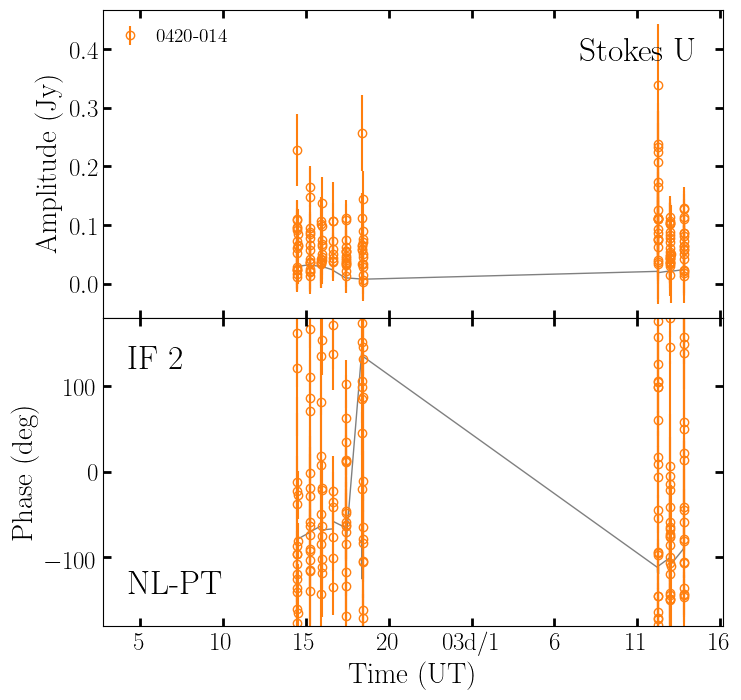 0420-014
Stokes U
Amplitude (Jy)
0.4
0.3
0.2
0.1
0.0
IF 2
NL-PT
Phase (deg)
100
0
−100
5 10 15 20 03d/1 6 11 16
Time (UT)